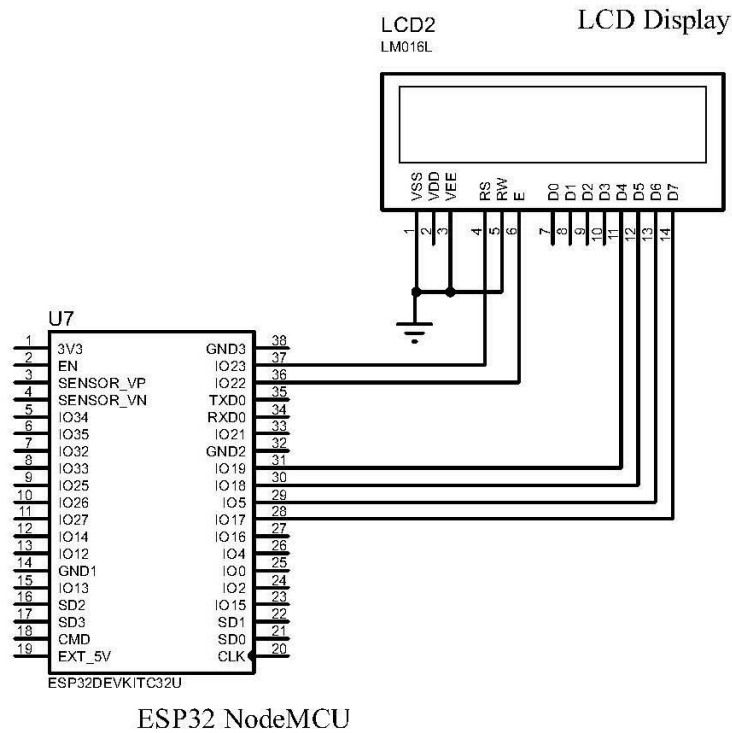 LCD2
LCD Display
LM016L
VSS VDD VEE RS RW E D0 D1 D2 D3 D4 D5 D6 D7
1 2 3 4 5 6 7 8 9 10 11 12 13 14
U7
1 3V3 GND3 38
2 EN IO23 37
3 SENSOR_VP IO22 36
4 SENSOR_VN TXD0 35
5 IO34 RXD0 34
6 IO35 IO21 33
7 IO32 GND2 32
8 IO33 IO19 31
9 IO25 IO18 30
10 IO26 IO5 29
11 IO27 IO17 28
12 IO14 IO16 27
13 IO12 IO4 26
14 GND1 IO0 25
15 IO13 IO2 24
16 SD2 IO15 23
17 SD3 SD1 22
18 CMD SD0 21
19 EXT_5V CLK 20
ESP32DEVKITC32U
ESP32 NodeMCU